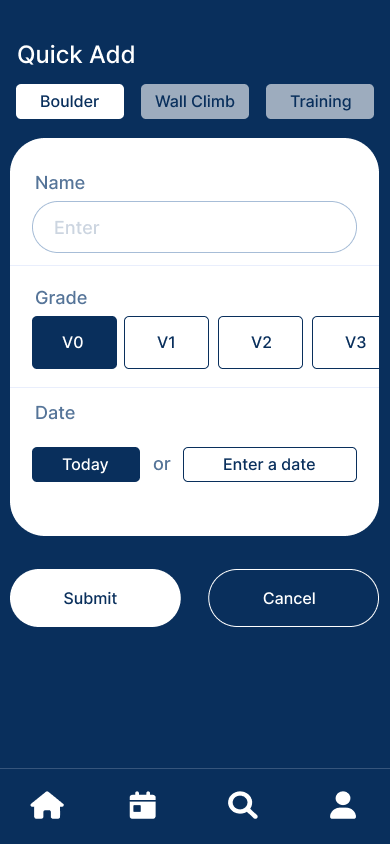 Quick Add
Boulder Wall Climb Training
Name
Enter
Grade
V0 V1 V2 V3
Date
Today or Enter a date
Submit Cancel